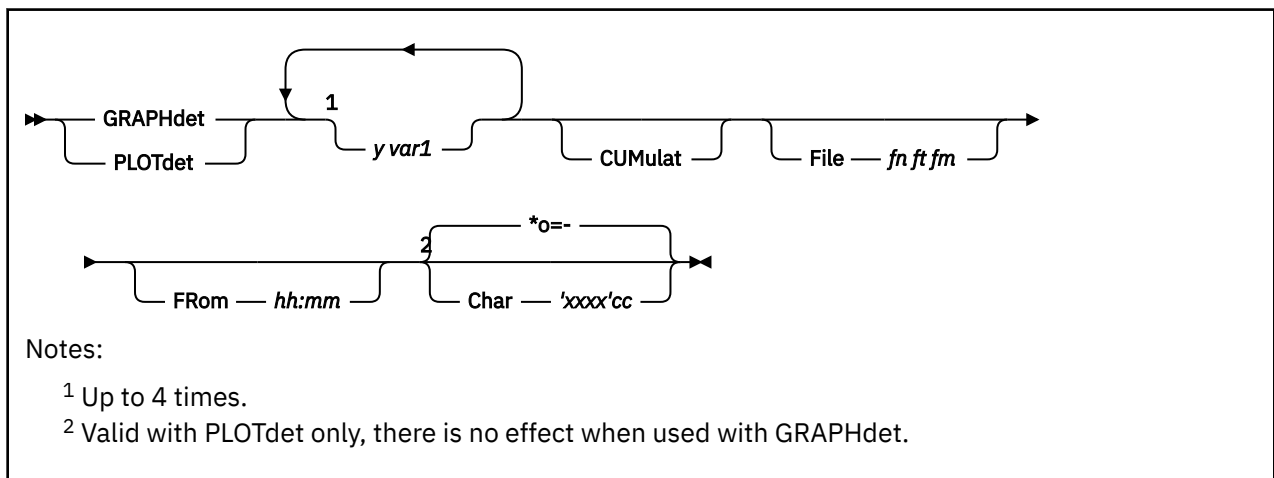 1
GRAPHdet
PLOTdet
y var1
CUMulat
File fn ft fm
*o=-
2
FRom hh:mm
Char 'xxxx'cc
Notes:
1 Up to 4 times.
2 Valid with PLOTdet only, there is no effect when used with GRAPHdet.